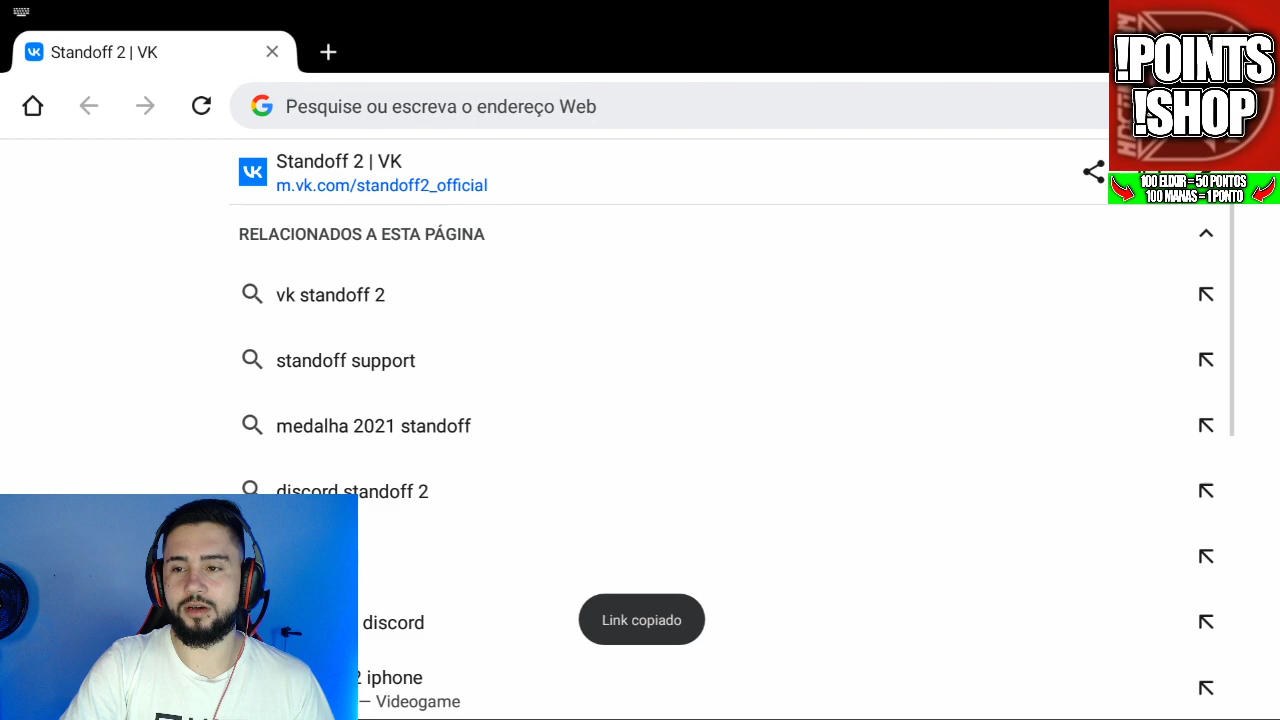 Standoff 2 | VK
Pesquise ou escreva o endereço Web
!POINTS
!SHOP
100 ELIXIR = 50 PONTOS
100 MANAS = 1 PONTO
Standoff 2 | VK
m.vk.com/standoff2_official
RELACIONADOS A ESTA PÁGINA
vk standoff 2
standoff support
medalha 2021 standoff
discord standoff 2
discord
Link copiado
2 iphone
— Videogame